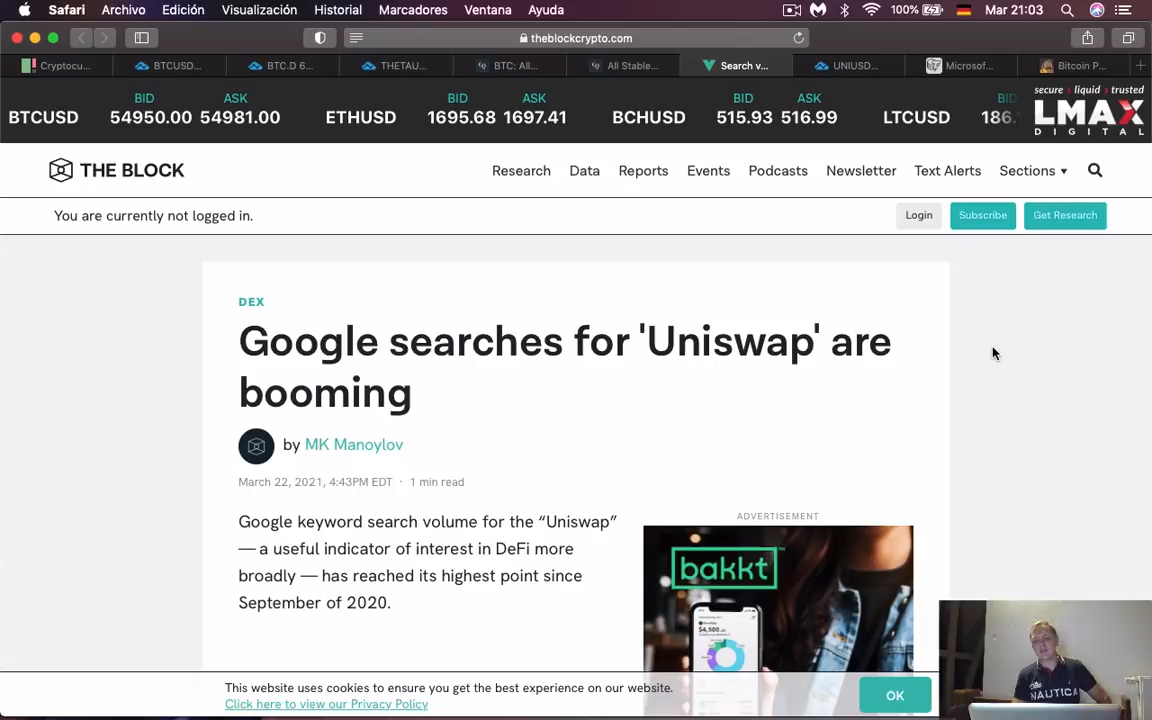 Safari Archivo Edición Visualización Historial Marcadores Ventana Ayuda 100% Mar 21:03
theblockcrypto.com
Cryptocu... BTCUSD... BTC.D 6... THETAU... BTC: All... All Stable... Search v... UNIUSD... Microsof... Bitcoin P...
BID ASK BID ASK BID ASK BID secure liquid trusted
BTCUSD 54950.00 54981.00 ETHUSD 1695.68 1697.41 BCHUSD 515.93 516.99 LTCUSD LMAX
DIGITAL
THE BLOCK Research Data Reports Events Podcasts Newsletter Text Alerts Sections
You are currently not logged in. Login Subscribe Get Research
DEX
Google searches for 'Uniswap' are
booming
by MK Manoylov
March 22, 2021, 4:43PM EDT · 1 min read
Google keyword search volume for the “Uniswap”
— a useful indicator of interest in DeFi more
broadly — has reached its highest point since
September of 2020.
ADVERTISEMENT
bakkt
This website uses cookies to ensure you get the best experience on our website.
Click here to view our Privacy Policy
OK
NAUTICA